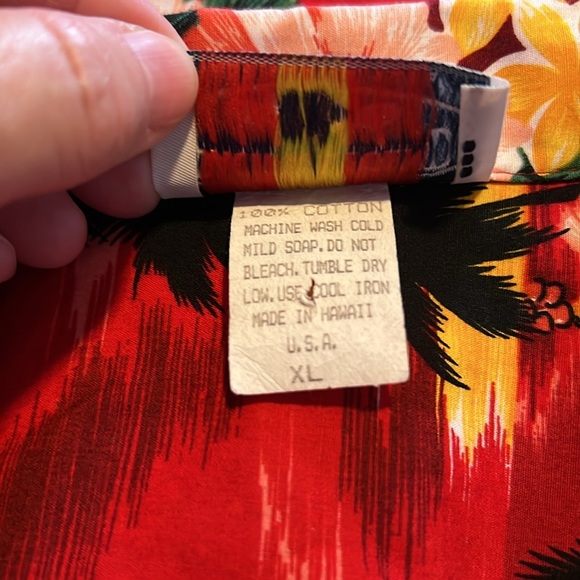 100% COTTON
MACHINE WASH COLD
MILD SOAP. DO NOT
BLEACH. TUMBLE DRY
LOW. USE COOL IRON
MADE IN HAWAII
U.S.A.
XL